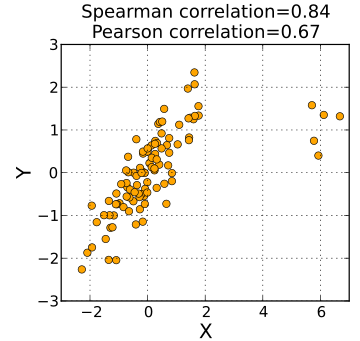 Spearman correlation=0.84
Pearson correlation=0.67
3
2
1
0
−1
−2
−3
Y
−2 0 2 4 6
X